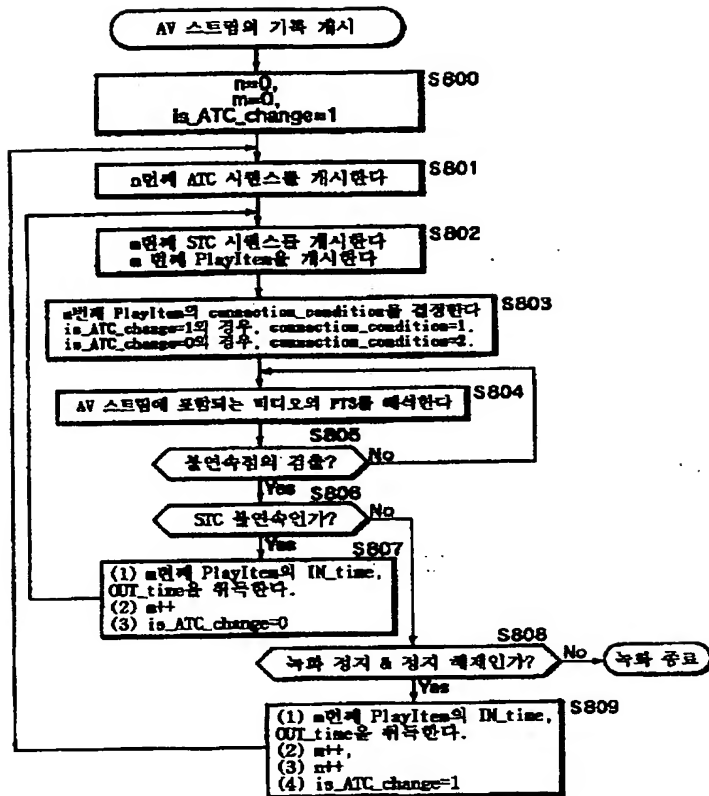 AV 스트림의 기록 개시
S800
n=0,
m=0,
is_ATC_change=1
S801
n번째 ATC 시퀀스를 개시한다
S802
m번째 STC 시퀀스를 개시한다
m 번째 PlayItem을 개시한다
S803
m번째 PlayItem의 connection_condition을 결정한다
is_ATC_change=1의 경우, connection_condition=1.
is_ATC_change=0의 경우, connection_condition=2.
S804
AV 스트림에 포함되는 비디오의 PTS를 해석한다
S805
불연속점의 검출?
No
Yes
S806
STC 불연속인가?
No
Yes
S807
(1) m번째 PlayItem의 IN_time,
OUT_time을 취득한다.
(2) m++
(3) is_ATC_change=0
S808
녹화 정지 & 정지 해제인가?
No
녹화 종료
Yes
S809
(1) m번째 PlayItem의 IN_time,
OUT_time을 취득한다.
(2) m++,
(3) n++
(4) is_ATC_change=1